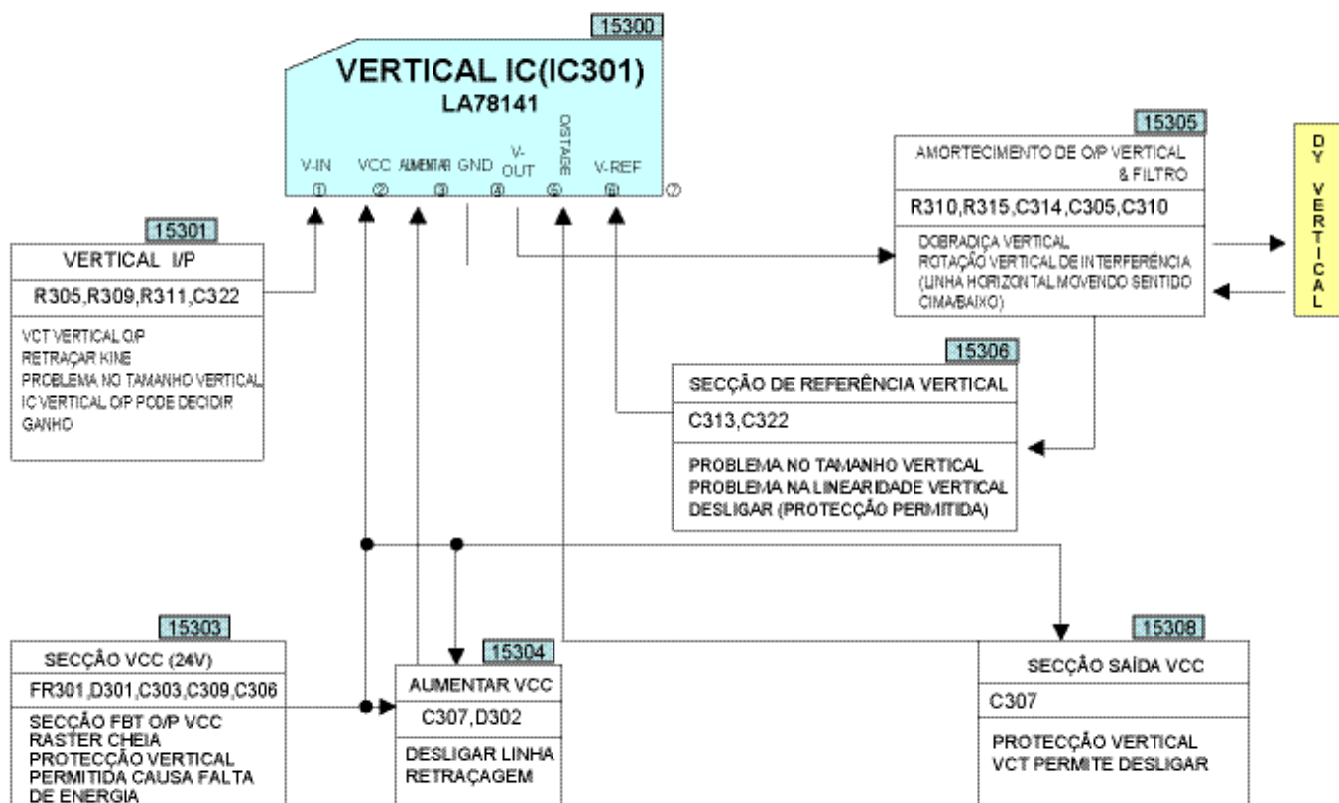 15300
VERTICAL IC(IC301)
LA78141
V-IN
VCC
AUMENTAR
GND
V-
OUT
O/STAGE
V-REF
①
②
③
④
⑤
⑥
⑦
15301
VERTICAL I/P
R305,R309,R311,C322
VCT VERTICAL O/P
RETRAÇAR KINE
PROBLEMA NO TAMANHO VERTICAL
IC VERTICAL O/P PODE DECIDIR
GANHO
15305
AMORTECIMENTO DE O/P VERTICAL
& FILTRO
R310,R315,C314,C305,C310
DOBRADIÇA VERTICAL
ROTAÇÃO VERTICAL DE INTERFERÊNCIA
(LINHA HORIZONTAL MOVENDO SENTIDO
CIMA/BAIXO)
DY VERTICAL
15306
SECÇÃO DE REFERÊNCIA VERTICAL
C313,C322
PROBLEMA NO TAMANHO VERTICAL
PROBLEMA NA LINEARIDADE VERTICAL
DESLIGAR (PROTECÇÃO PERMITIDA)
15303
SECÇÃO VCC (24V)
FR301,D301,C303,C309,C306
SECÇÃO FBT O/P VCC
RASTER CHEIA
PROTECÇÃO VERTICAL
PERMITIDA CAUSA FALTA
DE ENERGIA
15304
AUMENTAR VCC
C307,D302
DESLIGAR LINHA
RETRAÇAGEM
15308
SECÇÃO SAÍDA VCC
C307
PROTECÇÃO VERTICAL
VCT PERMITE DESLIGAR